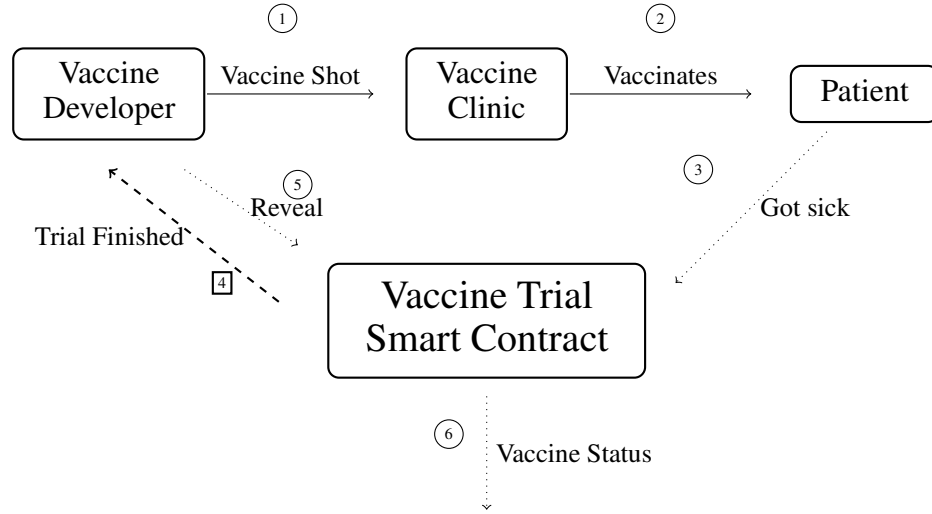 1
2
Vaccine
Developer
Vaccine Shot
Vaccine
Clinic
Vaccinates
Patient
3
5
Reveal
Got sick
Trial Finished
4
Vaccine Trial
Smart Contract
6
Vaccine Status